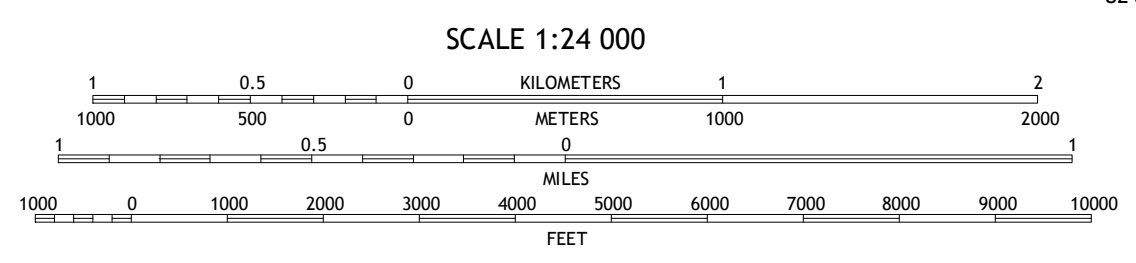 SCALE 1:24 000
1 0.5 0 KILOMETERS 1 2
1000 500 0 METERS 1000 2000
1 0.5 0 1
MILES
1000 0 1000 2000 3000 4000 5000 6000 7000 8000 9000 10000
FEET